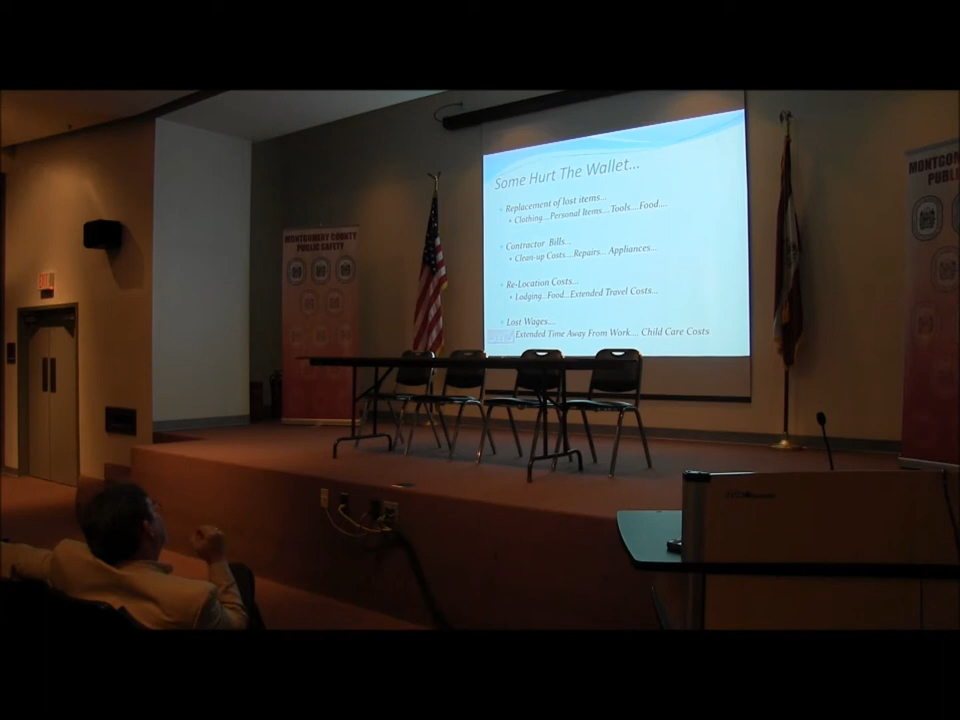 Some Hurt The Wallet...
Replacement of lost items...
Clothing....Personal Items....Tools....Food....
Contractor Bills...
Clean-up Costs....Repairs... Appliances...
Re-Location Costs...
Lodging...Food...Extended Travel Costs...
Lost Wages....
Extended Time Away From Work.... Child Care Costs
MONTGOMERY COUNTY
PUBLIC SAFETY
MONTGOM
PUBLI
EXIT